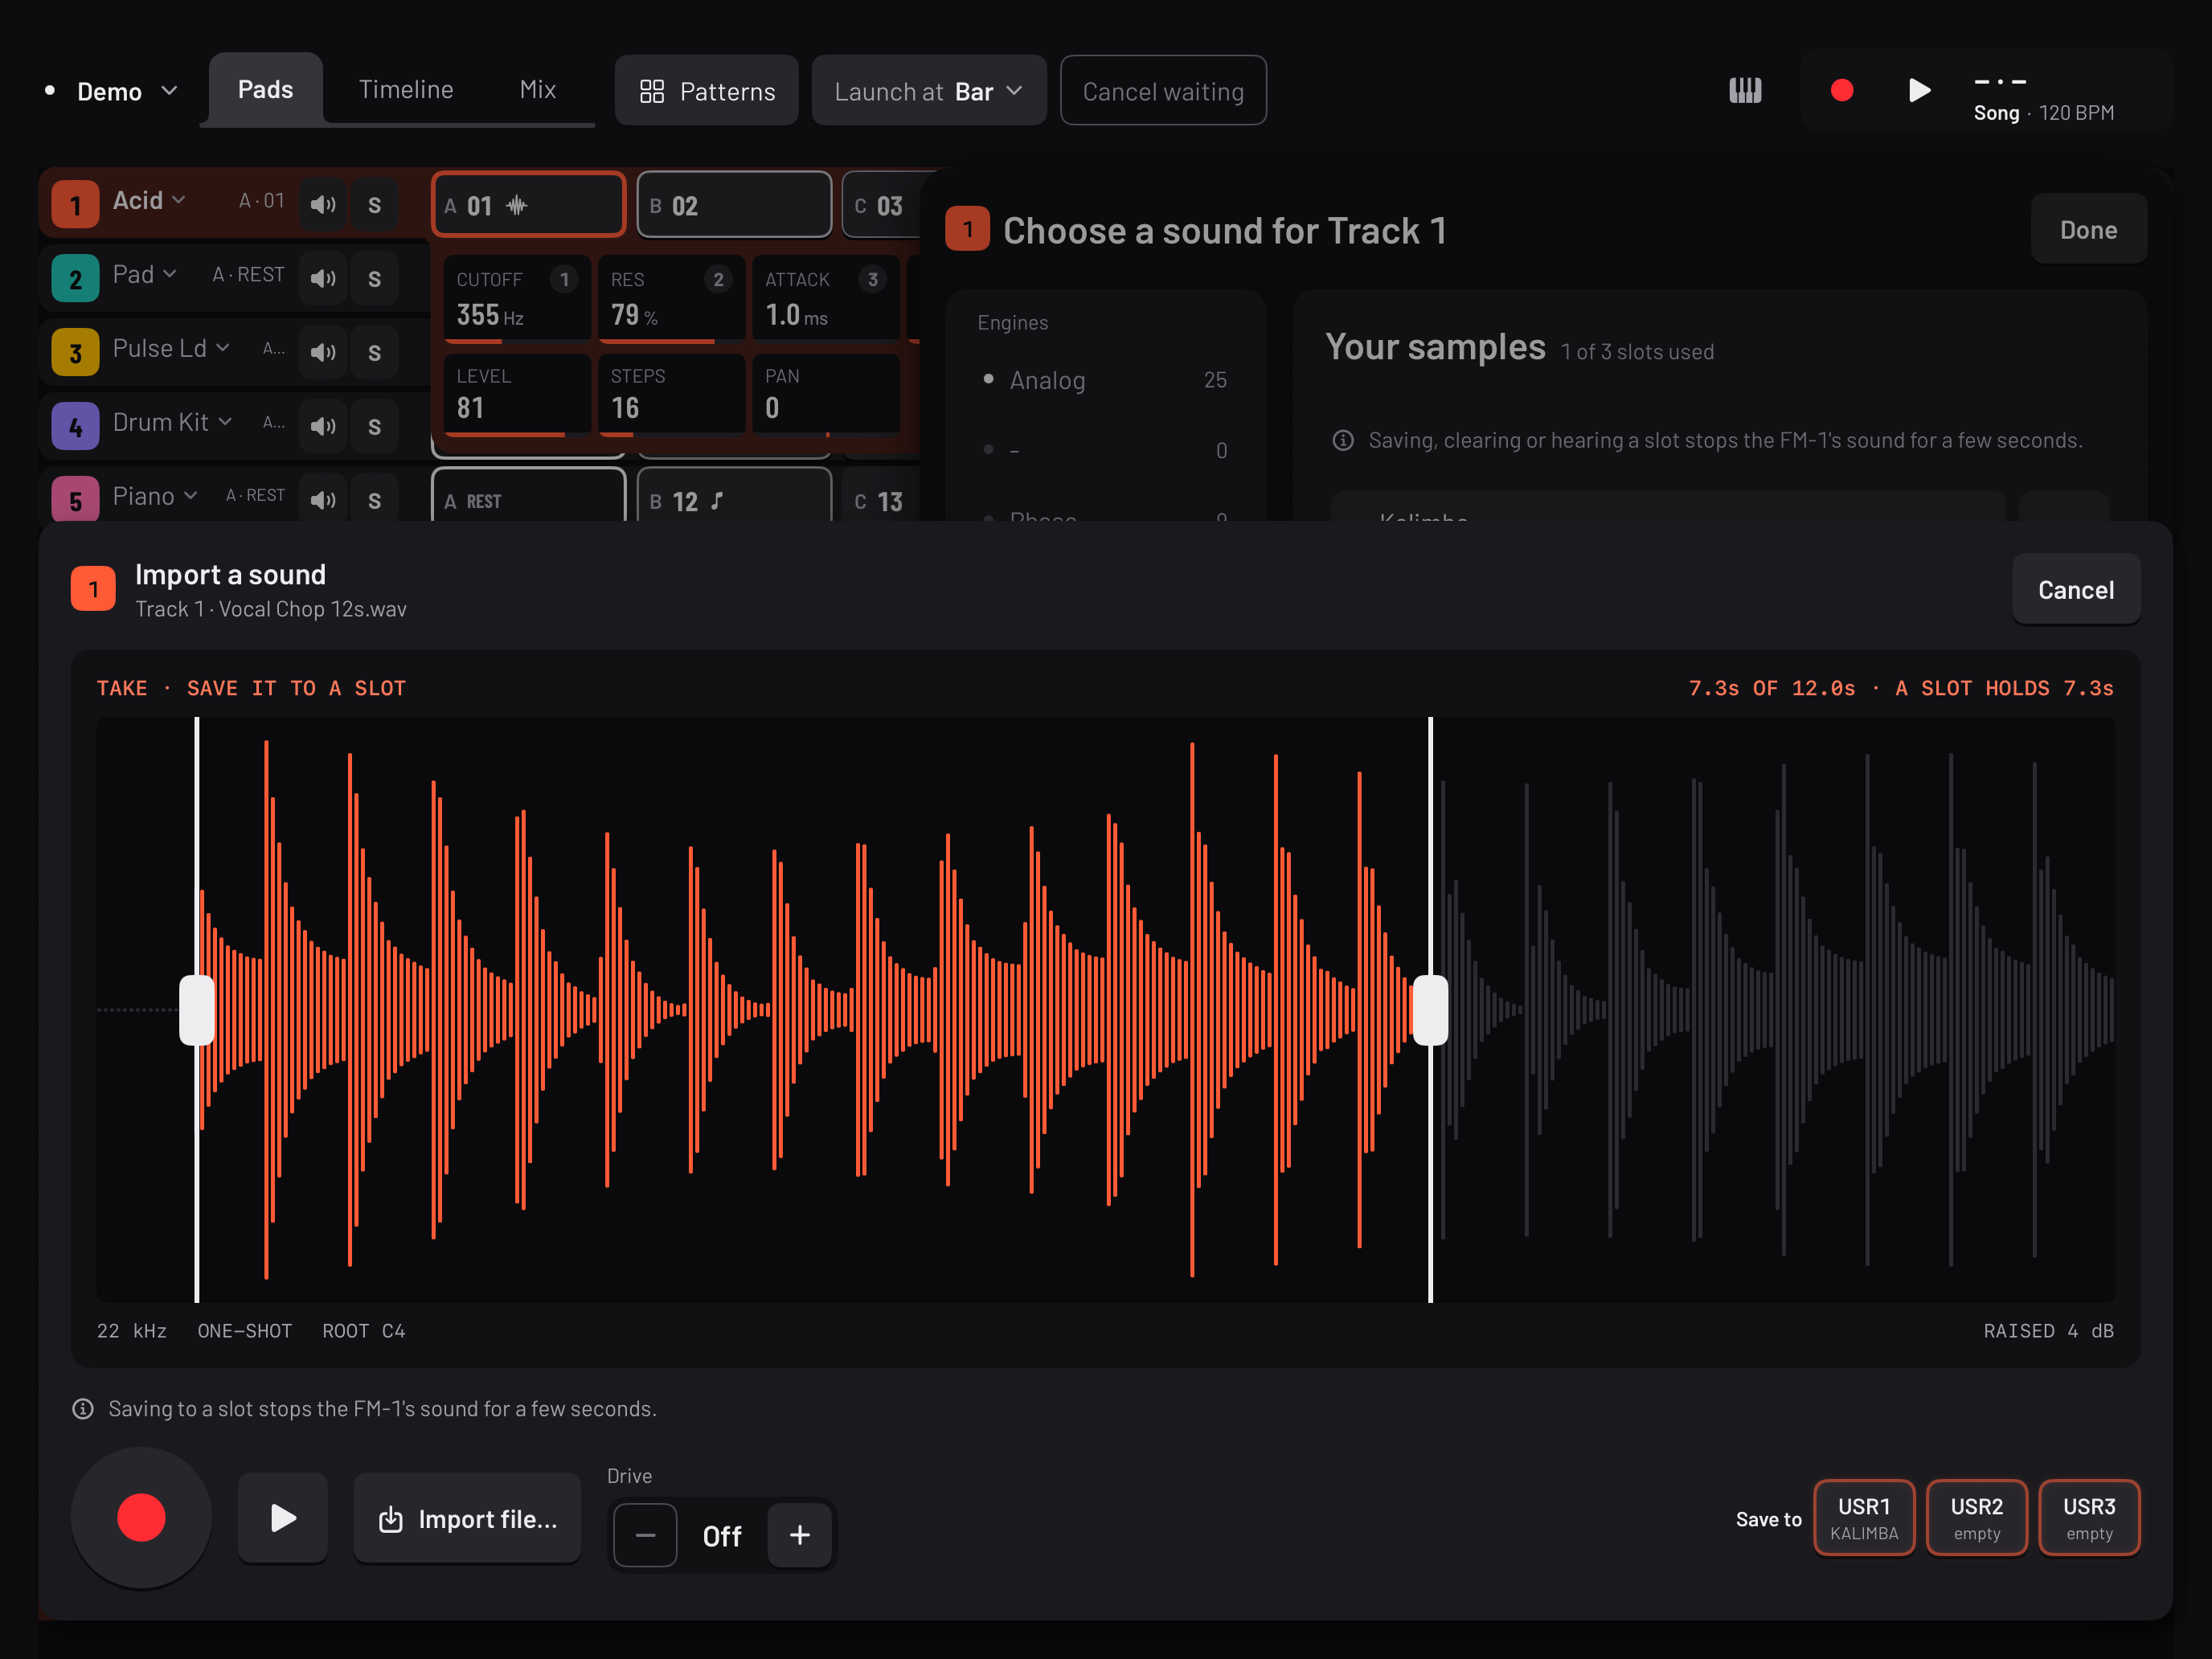 Demo
Pads
Timeline
Mix
Patterns
Launch at Bar
Cancel waiting
Song · 120 BPM
1 Acid A · 01 S
A 01
B 02
C 03
2 Pad A · REST S
3 Pulse Ld A... S
4 Drum Kit A... S
5 Piano A · REST S
CUTOFF 1
355 Hz
RES 2
79 %
ATTACK 3
1.0 ms
LEVEL
81
STEPS
16
PAN
0
A REST
B 12
C 13
1 Choose a sound for Track 1
Done
Engines
Analog 25
- 0
Your samples 1 of 3 slots used
Saving, clearing or hearing a slot stops the FM-1's sound for a few seconds.
1 Import a sound
Track 1 · Vocal Chop 12s.wav
Cancel
TAKE · SAVE IT TO A SLOT
7.3s OF 12.0s · A SLOT HOLDS 7.3s
22 kHz ONE-SHOT ROOT C4
RAISED 4 dB
Saving to a slot stops the FM-1's sound for a few seconds.
Import file...
Drive
− Off +
Save to
USR1
KALIMBA
USR2
empty
USR3
empty